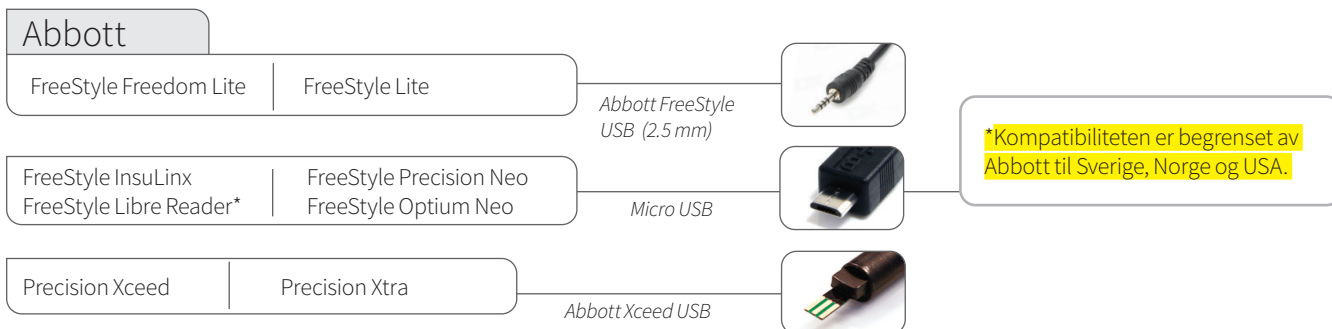 Abbott
FreeStyle Freedom Lite
FreeStyle Lite
Abbott FreeStyle
USB (2.5 mm)
FreeStyle InsuLinx
FreeStyle Libre Reader*
FreeStyle Precision Neo
FreeStyle Optium Neo
Micro USB
*Kompatibiliteten er begrenset av
Abbott til Sverige, Norge og USA.
Precision Xceed
Precision Xtra
Abbott Xceed USB